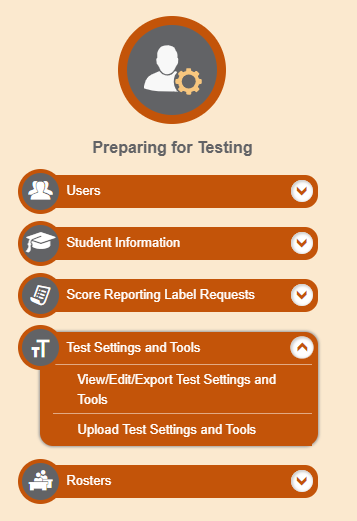 Preparing for Testing
Users
Student Information
Score Reporting Label Requests
Test Settings and Tools
View/Edit/Export Test Settings and
Tools
Upload Test Settings and Tools
Rosters